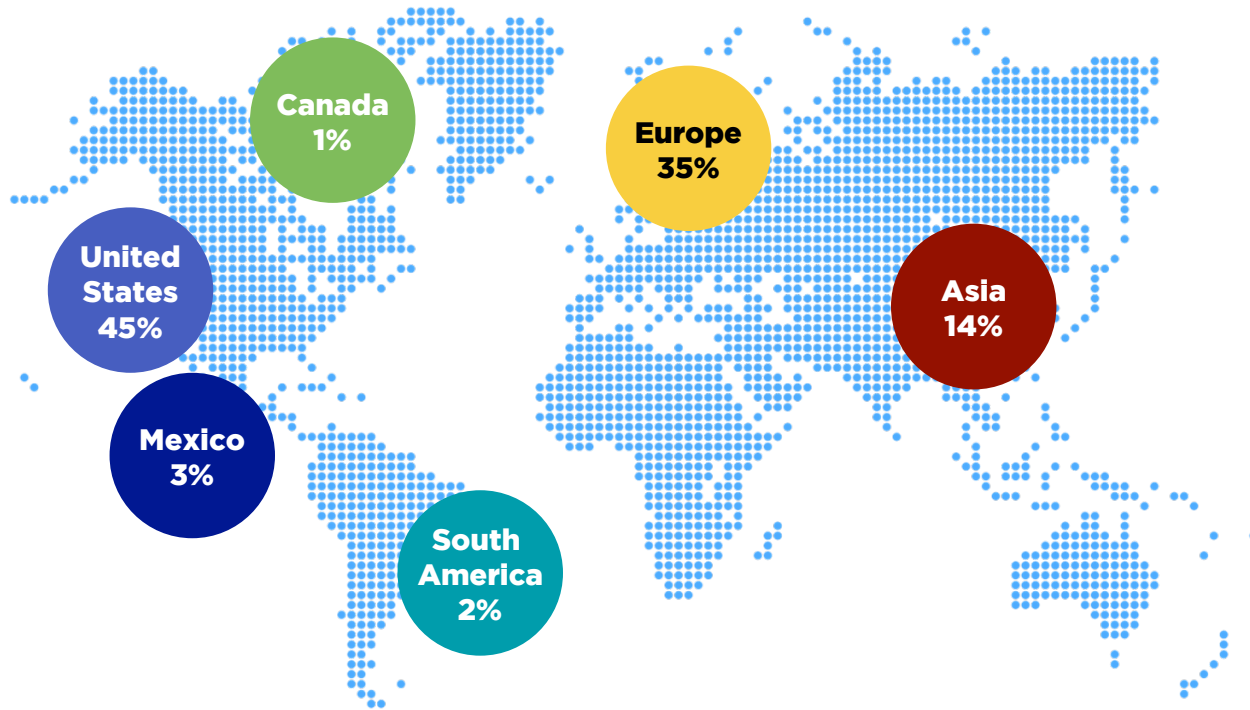 Canada
1%
Europe
35%
United
States
45%
Asia
14%
Mexico
3%
South
America
2%